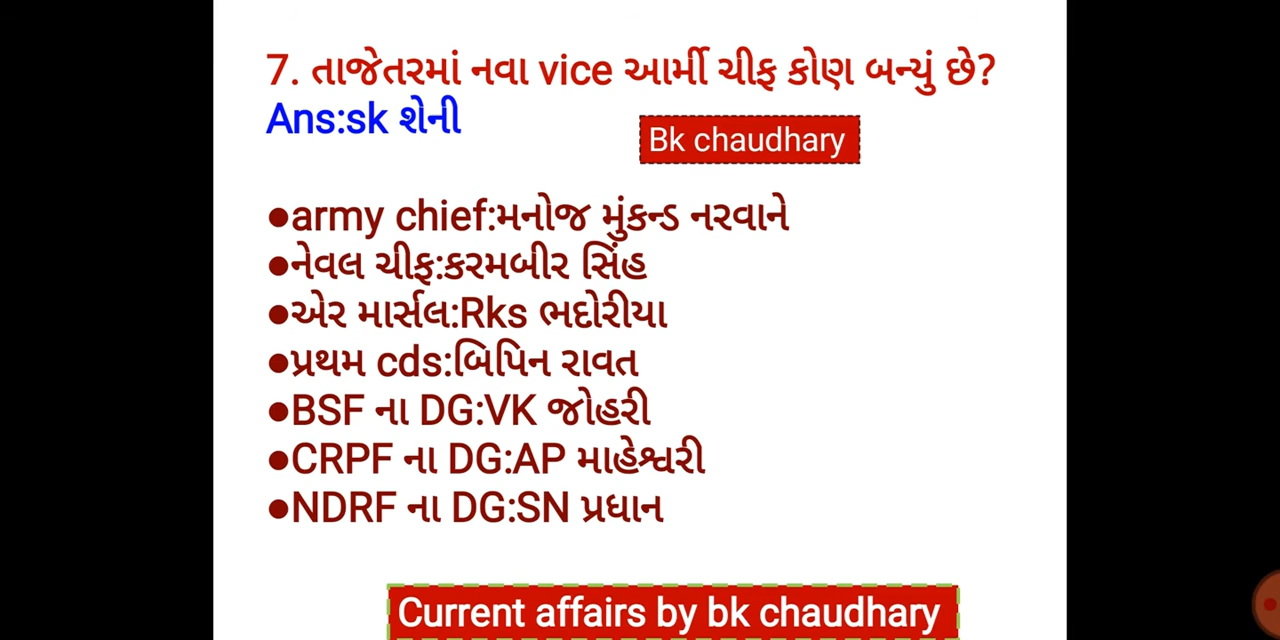 7. તાજેતરમાં નવા vice આર્મી ચીફ કોણ બન્યું છે?
Ans:sk શેની
Bk chaudhary
●army chief:મનોજ મુંકન્ડ નરવાને
●નેવલ ચીફ:કરમબીર સિંહ
●એર માર્સલ:Rks ભદોરીયા
●પ્રથમ cds:બિપિન રાવત
●BSF ના DG:VK જોહરી
●CRPF ના DG:AP માહેશ્વરી
●NDRF ના DG:SN પ્રધાન
Current affairs by bk chaudhary